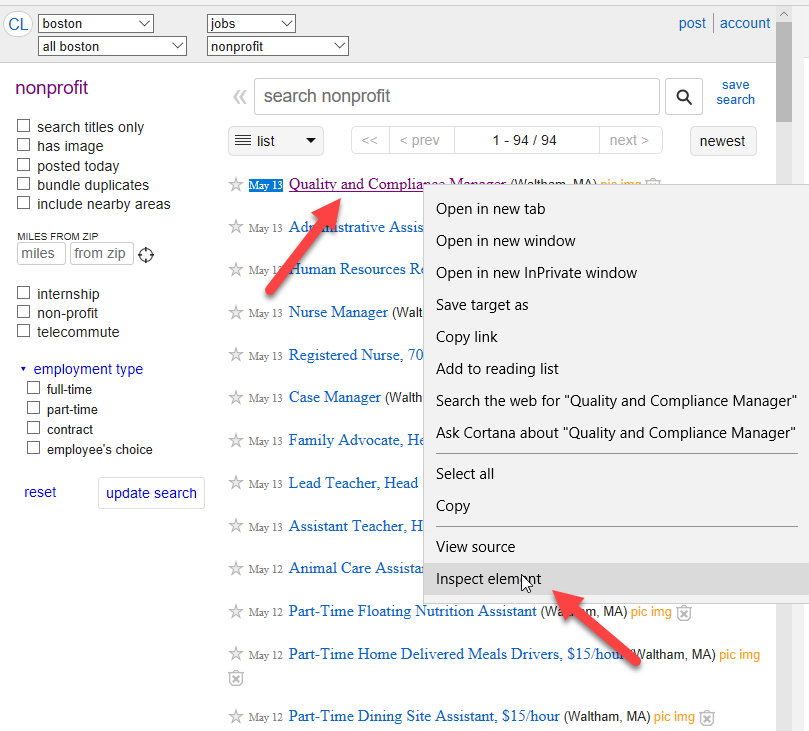 CL boston jobs post account
all boston nonprofit
nonprofit
search titles only
has image
posted today
bundle duplicates
include nearby areas
MILES FROM ZIP
miles from zip
internship
non-profit
telecommute
employment type
full-time
part-time
contract
employee's choice
reset update search
search nonprofit save search
list << < prev 1 - 94 / 94 next > newest
May 13 Quality and Compliance Manager (Waltham, MA) pic img
May 13 Administrative Assis
May 13 Human Resources Re
May 13 Nurse Manager (Walt
May 13 Registered Nurse, 70
May 13 Case Manager (Walth
May 13 Family Advocate, He
May 13 Lead Teacher, Head
May 13 Assistant Teacher, H
May 12 Animal Care Assista
May 12 Part-Time Floating Nutrition Assistant (Waltham, MA) pic img
May 12 Part-Time Home Delivered Meals Drivers, $15/hour (Waltham, MA) pic img
May 12 Part-Time Dining Site Assistant, $15/hour (Waltham, MA) pic img
Open in new tab
Open in new window
Open in new InPrivate window
Save target as
Copy link
Add to reading list
Search the web for "Quality and Compliance Manager"
Ask Cortana about "Quality and Compliance Manager"
Select all
Copy
View source
Inspect element